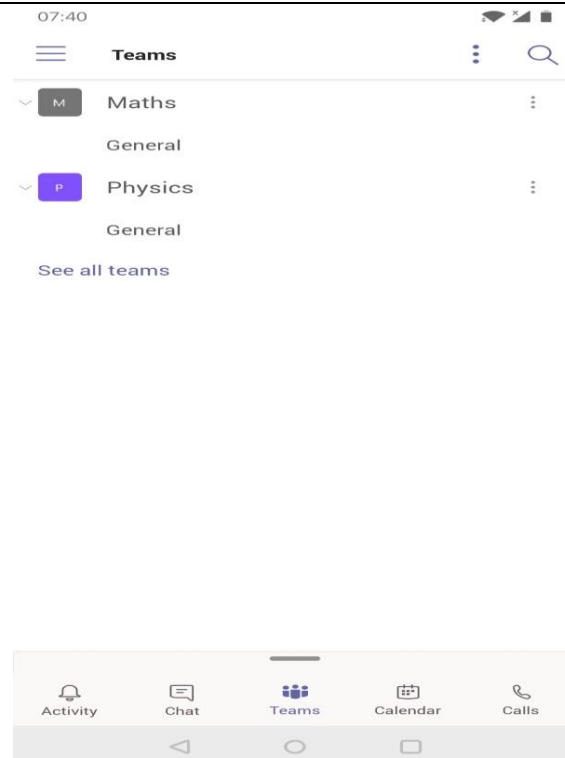 07:40
Teams
M Maths
General
P Physics
General
See all teams
Activity Chat Teams Calendar Calls